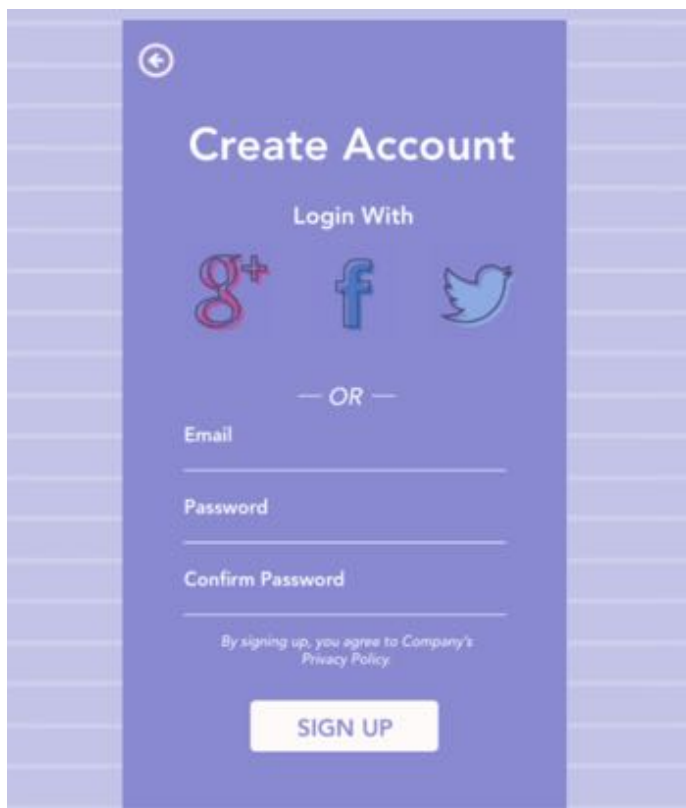 Create Account
Login With
g+ f
— OR —
Email
Password
Confirm Password
By signing up, you agree to Company's
Privacy Policy.
SIGN UP